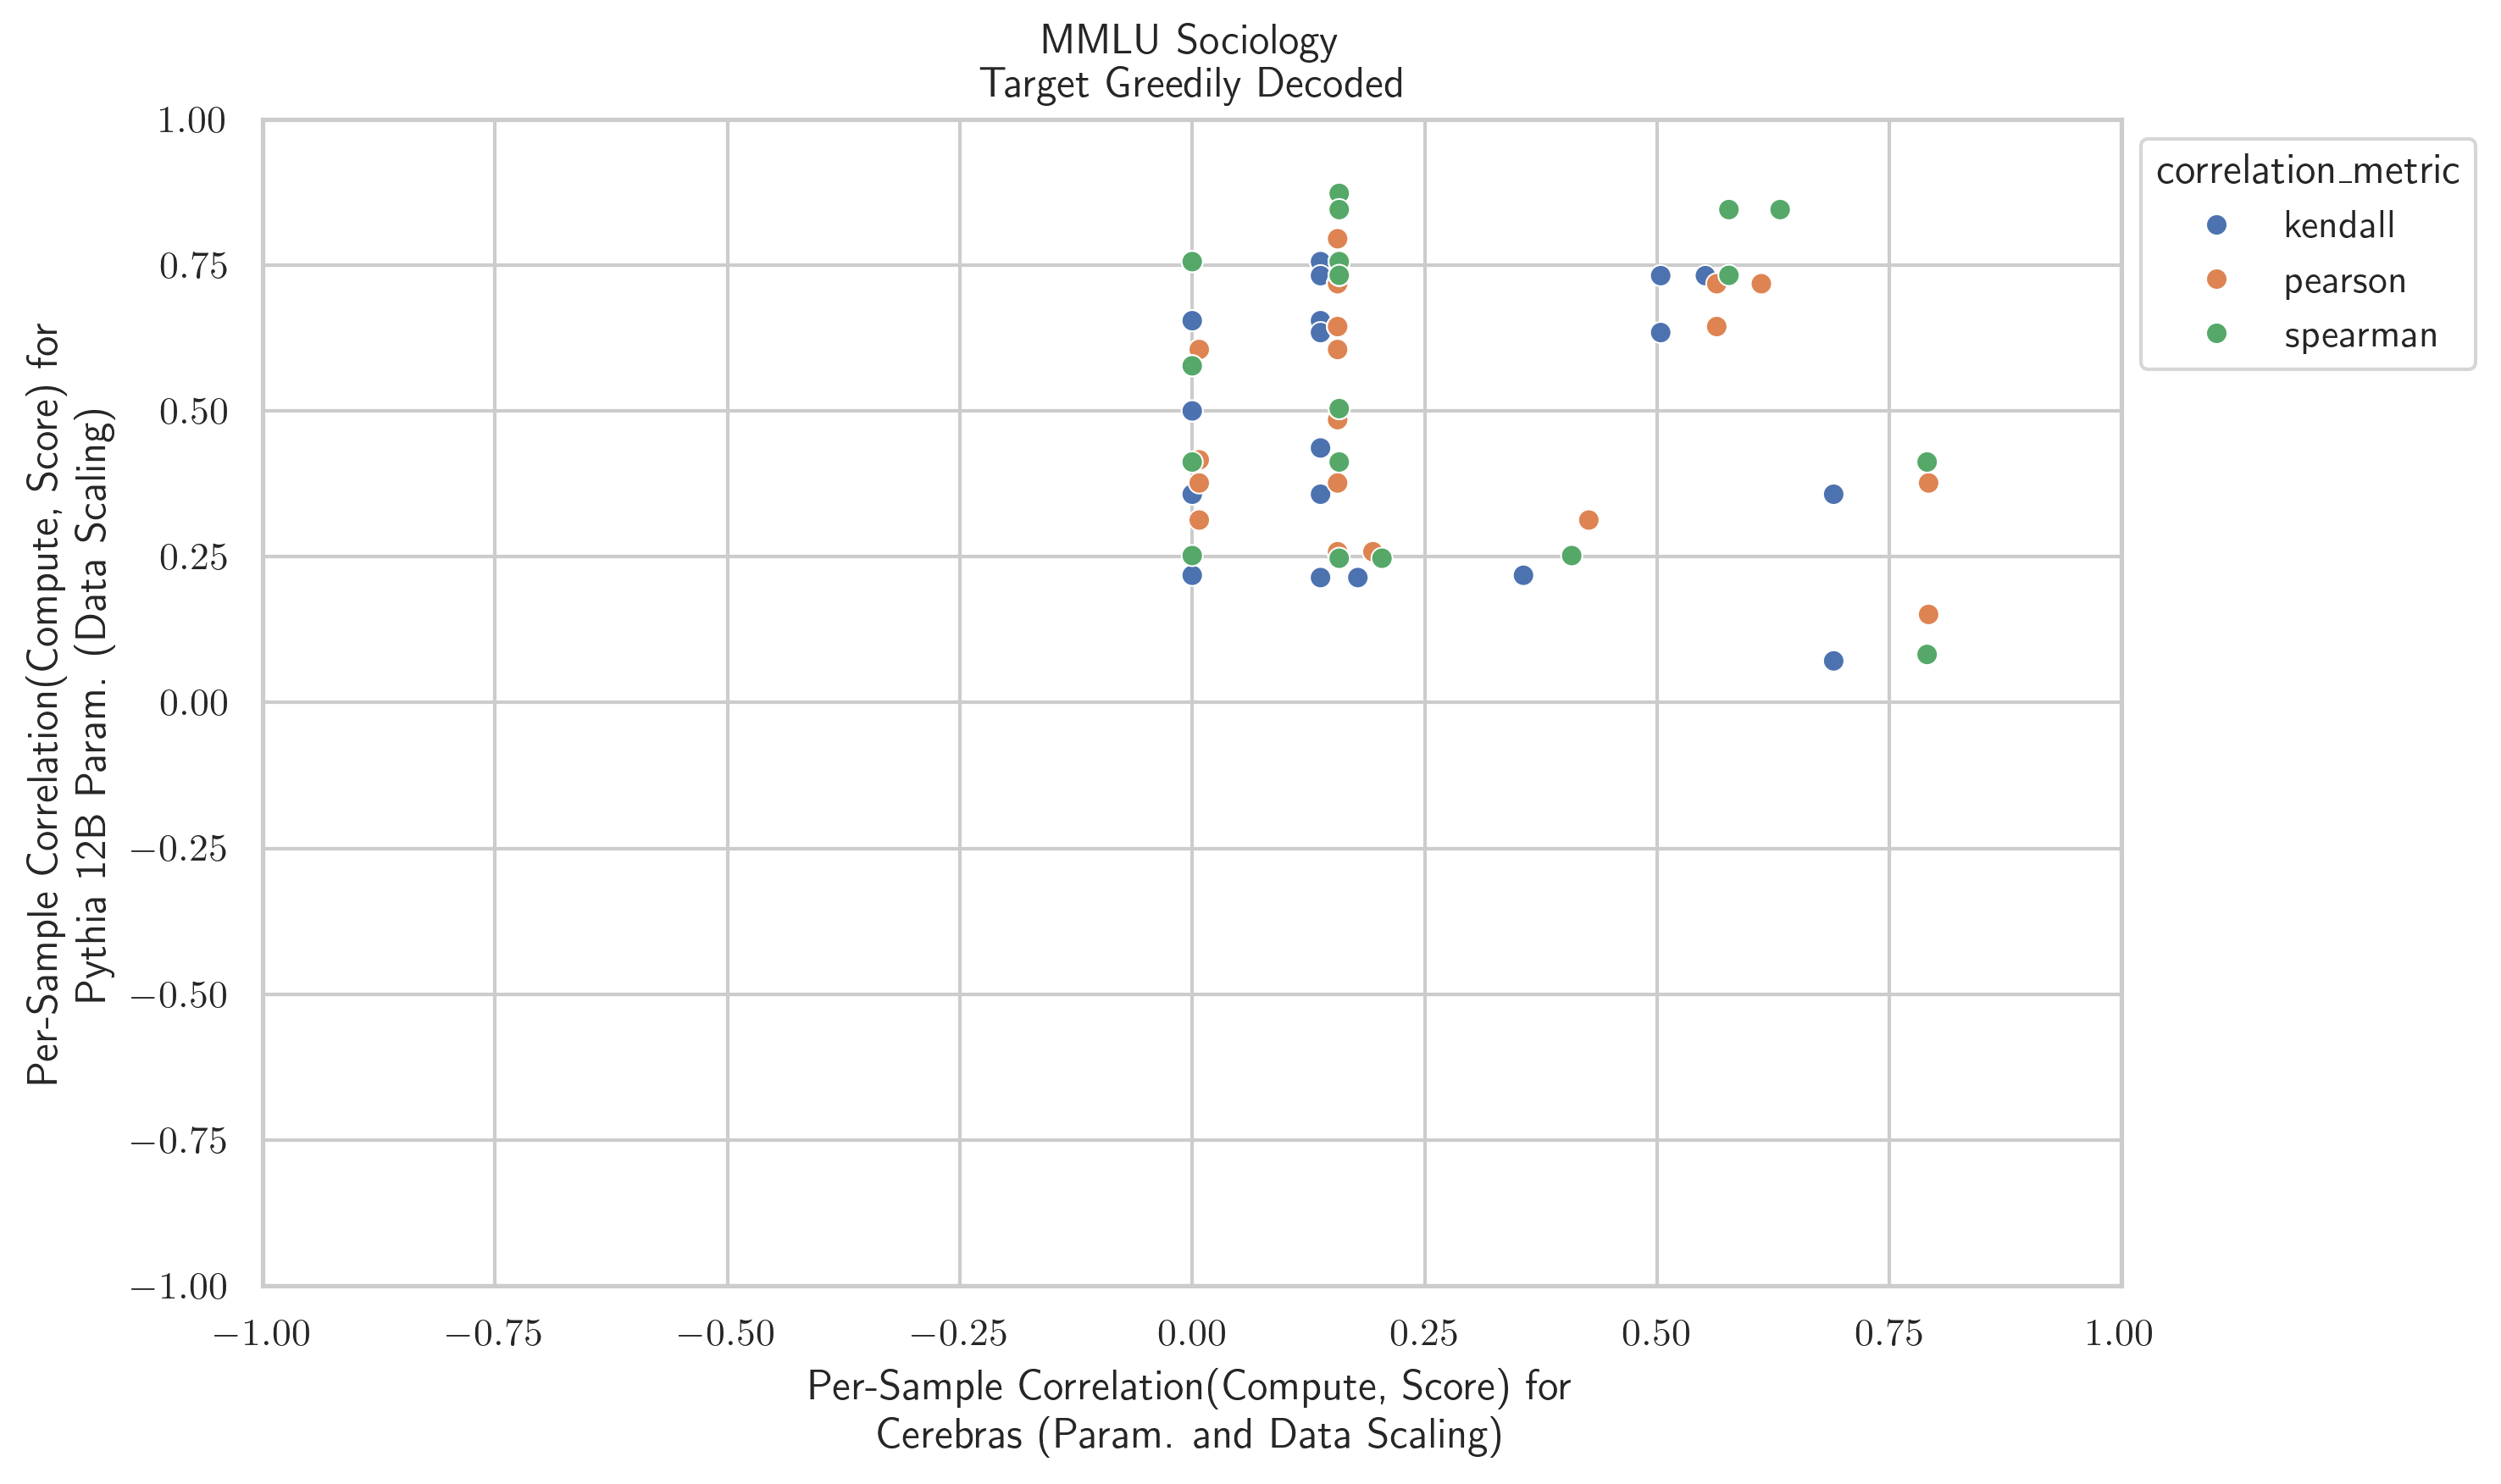 MMLU Sociology
Target Greedily Decoded
Per-Sample Correlation(Compute, Score) for
Pythia 12B Param. (Data Scaling)
1.00
0.75
0.50
0.25
0.00
−0.25
−0.50
−0.75
−1.00
correlation_metric
kendall
pearson
spearman
−1.00
−0.75
−0.50
−0.25
0.00
0.25
0.50
0.75
1.00
Per-Sample Correlation(Compute, Score) for
Cerebras (Param. and Data Scaling)